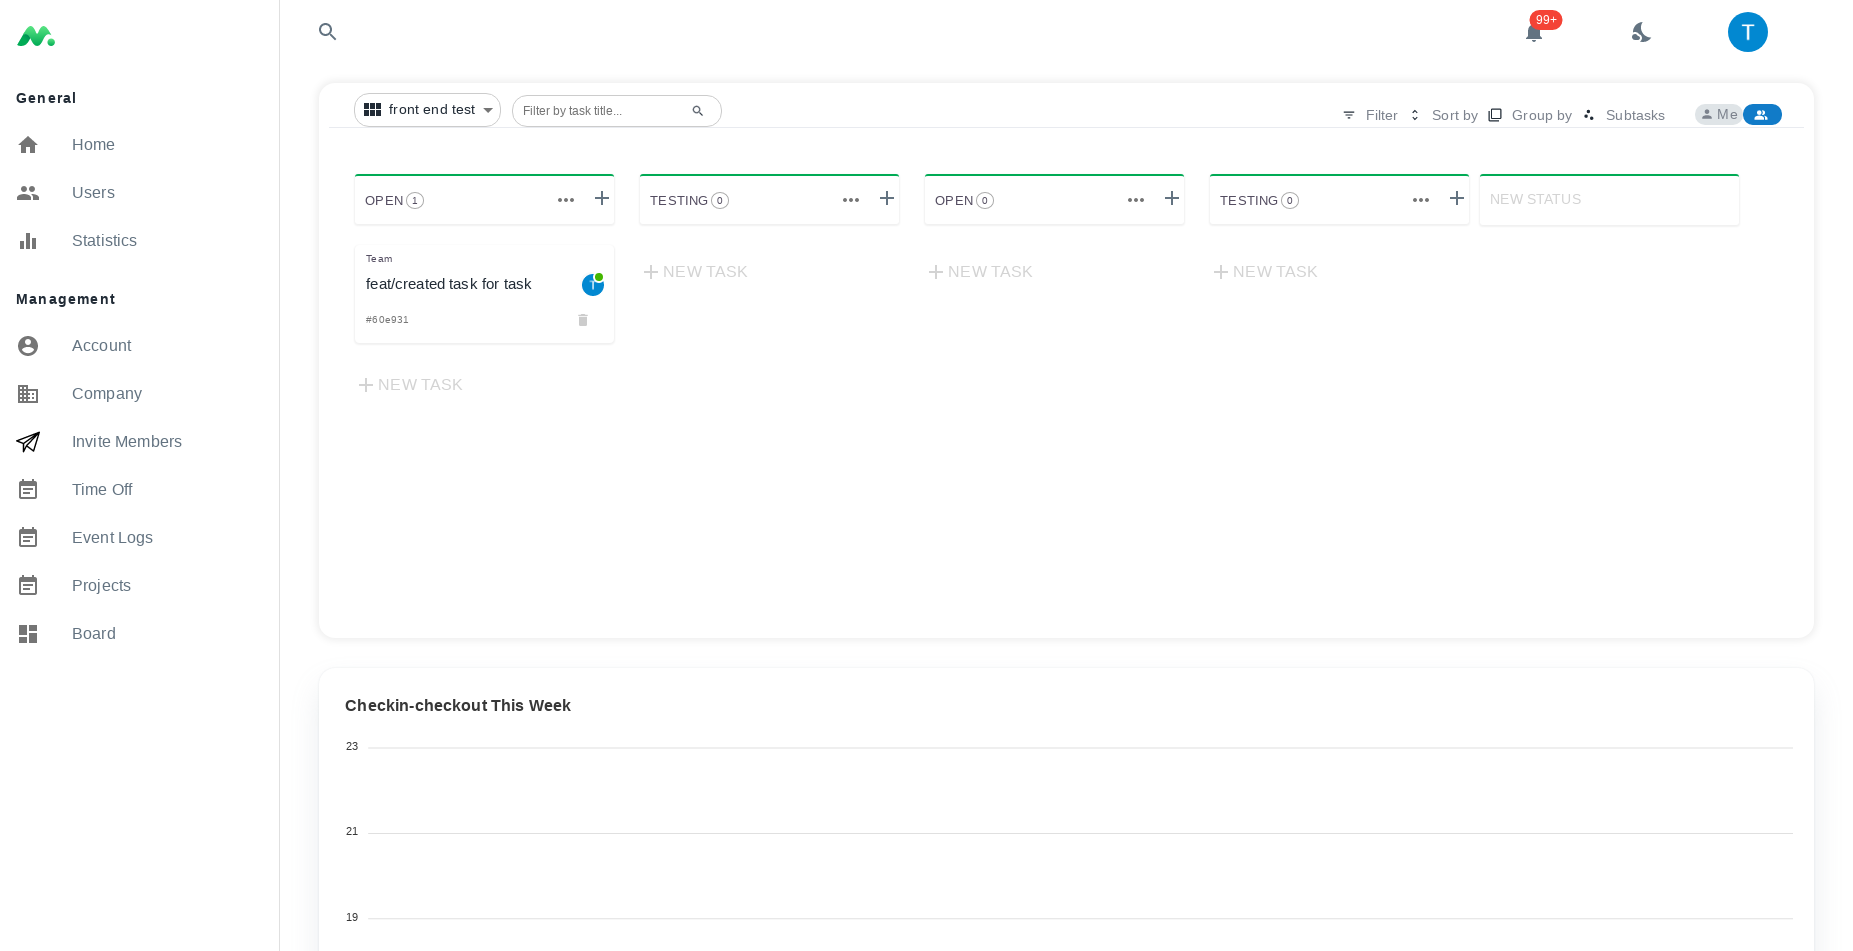 99+
T
General
Home
Users
Statistics
Management
Account
Company
Invite Members
Time Off
Event Logs
Projects
Board
front end test
Filter by task title...
Filter
Sort by
Group by
Subtasks
Me
OPEN 1
TESTING 0
OPEN 0
TESTING 0
NEW STATUS
Team
feat/created task for task
T
#60e931
NEW TASK
NEW TASK
NEW TASK
NEW TASK
Checkin-checkout This Week
23
21
19